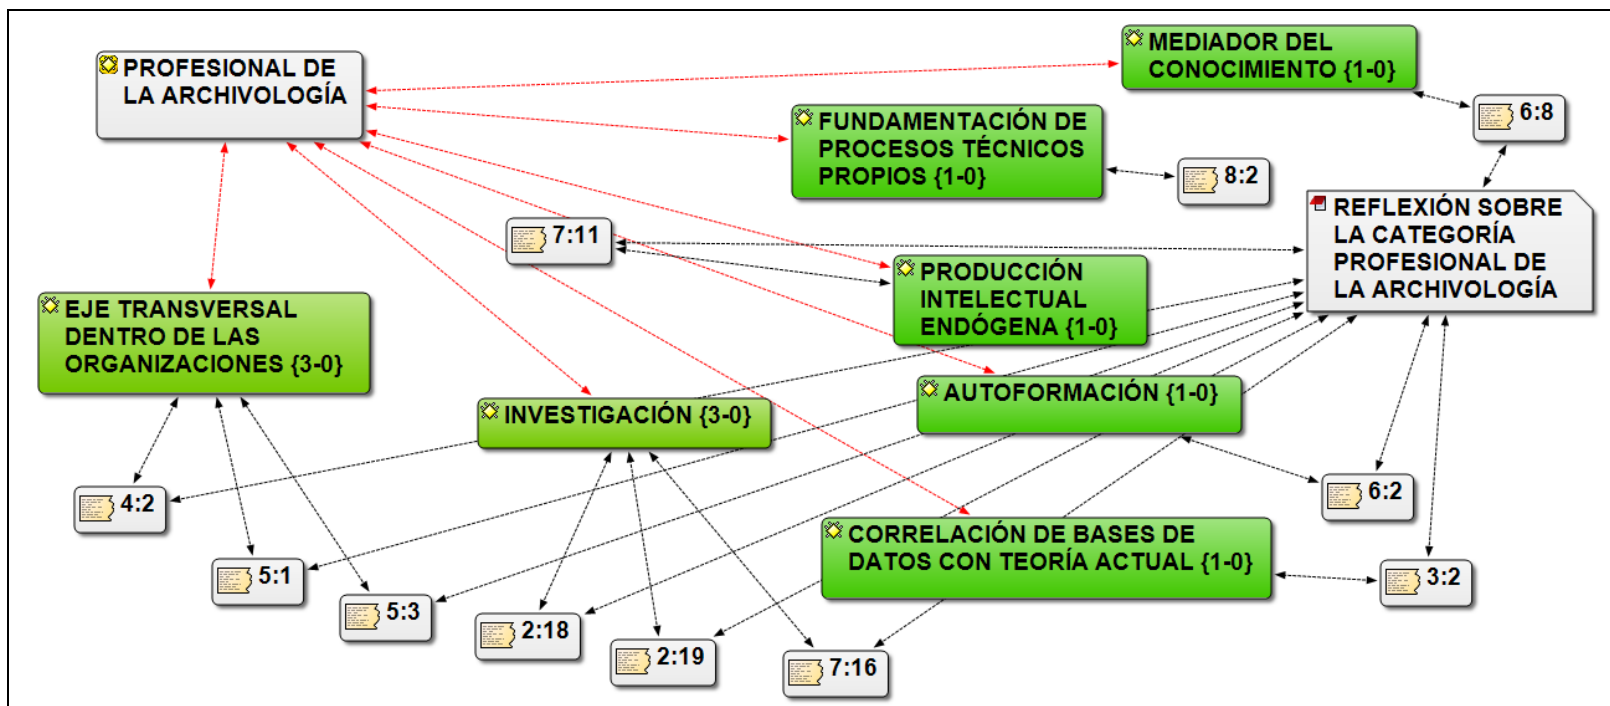 PROFESIONAL DE
LA ARCHIVOLOGÍA
MEDIADOR DEL
CONOCIMIENTO {1-0}
6:8
FUNDAMENTACIÓN DE
PROCESOS TÉCNICOS
PROPIOS {1-0}
8:2
REFLEXIÓN SOBRE
LA CATEGORÍA
PROFESIONAL DE
LA ARCHIVOLOGÍA
7:11
PRODUCCIÓN
INTELECTUAL
ENDÓGENA {1-0}
EJE TRANSVERSAL
DENTRO DE LAS
ORGANIZACIONES {3-0}
AUTOFORMACIÓN {1-0}
INVESTIGACIÓN {3-0}
4:2
6:2
CORRELACIÓN DE BASES DE
DATOS CON TEORÍA ACTUAL {1-0}
5:1
3:2
5:3
2:18
2:19
7:16